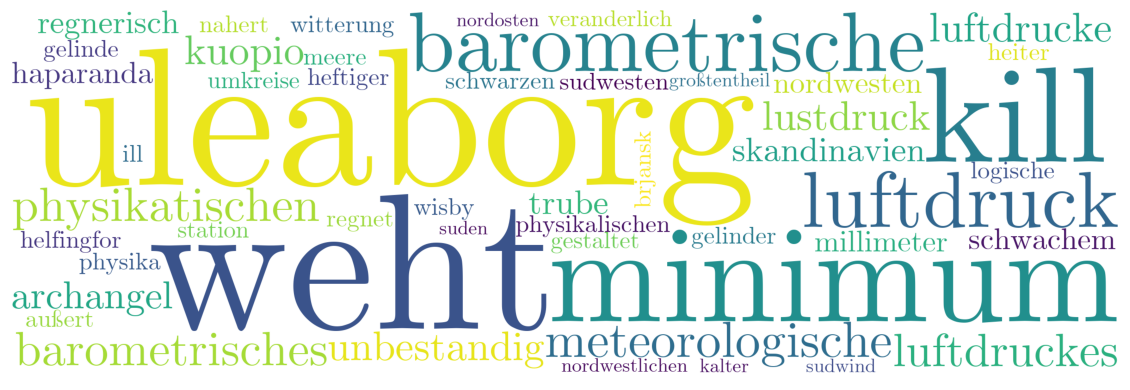 regnerisch nahert witterung nordosten veranderlich luftdrucke
gelinde kuopio meere barometrische heiter
haparanda umkreise heftiger schwarzen sudwesten großtentheil nordwesten
uleaborg kill
lustdruck
ill brjansk skandinavien
logische
physikatischen regnet wisby trube luftdruck
station suden physikalischen
helfingfor gestaltet gelinder millimeter schwachem
physika weht minimum
archangel
außert
barometrisches unbestandig meteorologische luftdruckes
nordwestlichen kalter sudwind